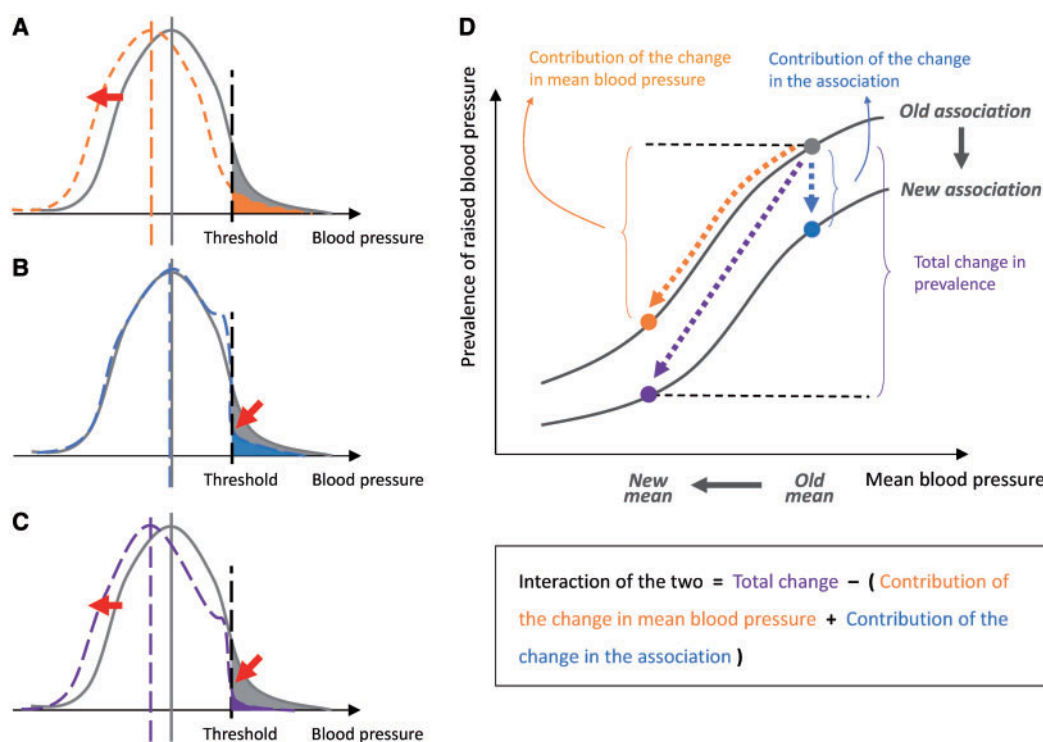 A
Threshold
Blood pressure
B
Threshold
Blood pressure
C
Threshold
Blood pressure
D
Contribution of the change
in mean blood pressure
Contribution of the change
in the association
Prevalence of raised blood pressure
Old association
New association
Total change in
prevalence
New
mean
Old
mean
Mean blood pressure
Interaction of the two = Total change – ( Contribution of
the change in mean blood pressure + Contribution of the
change in the association )